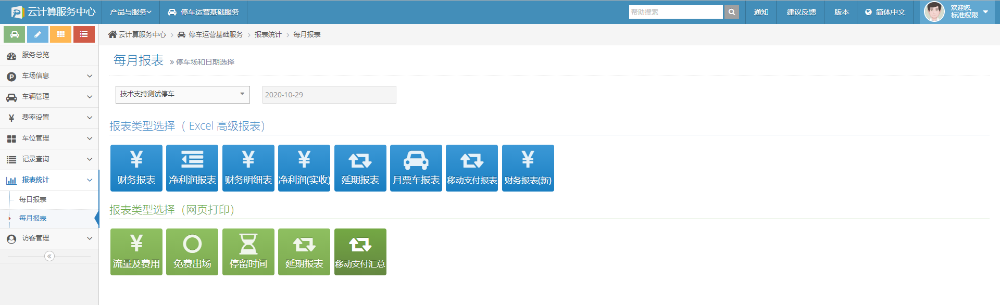 云计算服务中心
产品与服务
停车运营基础服务
帮助搜索
通知
建议反馈
版本
简体中文
欢迎您,
标准权限
云计算服务中心 > 停车运营基础服务 > 报表统计 > 每月报表
服务总览
车场信息
车辆管理
¥ 费率设置
车位管理
记录查询
报表统计
每日报表
每月报表
访客管理
每月报表 » 停车场和日期选择
技术支持测试停车
2020-10-29
报表类型选择（ Excel 高级报表）
¥ 财务报表
净利润报表
¥ 财务明细表
¥ 净利润(实收)
延期报表
月票车报表
移动支付报表
¥ 财务报表(新)
报表类型选择（网页打印）
¥ 流量及费用
免费出场
停留时间
延期报表
移动支付汇总